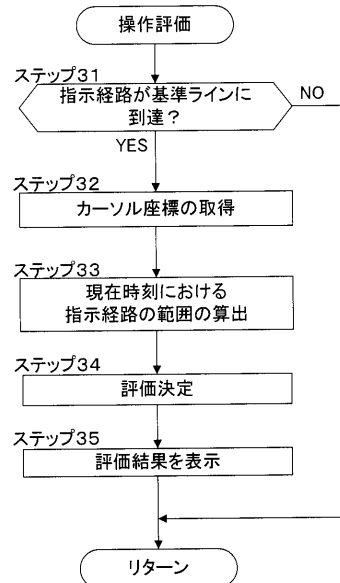 操作評価
ステップ31
指示経路が基準ラインに
到達？
NO
YES
ステップ32
カーソル座標の取得
ステップ33
現在時刻における
指示経路の範囲の算出
ステップ34
評価決定
ステップ35
評価結果を表示
リターン